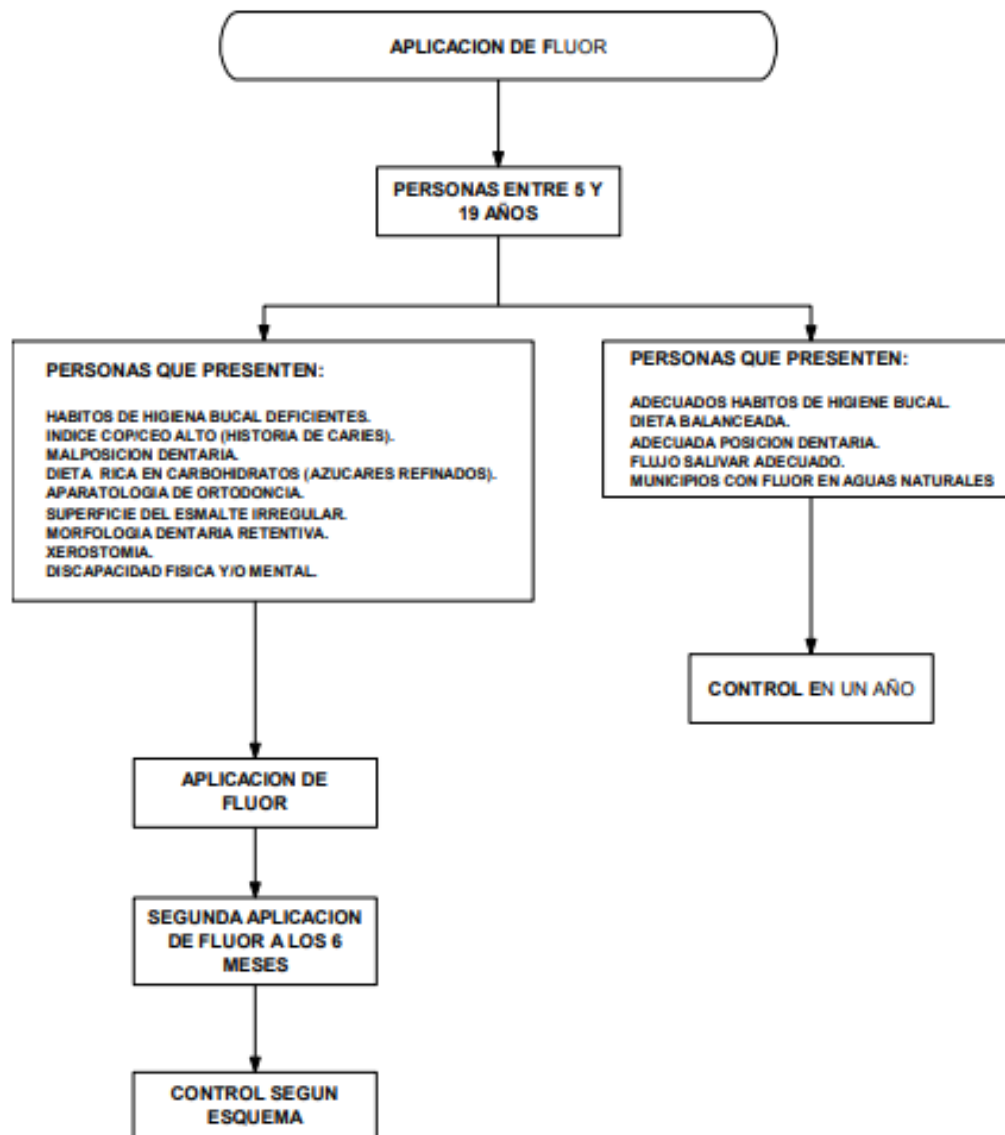 APLICACION DE FLUOR
PERSONAS ENTRE 5 Y
19 AÑOS
PERSONAS QUE PRESENTEN:
HABITOS DE HIGIENA BUCAL DEFICIENTES.
INDICE COP/CEO ALTO (HISTORIA DE CARIES).
MALPOSICION DENTARIA.
DIETA RICA EN CARBOHIDRATOS (AZUCARES REFINADOS).
APARATOLOGIA DE ORTODONCIA.
SUPERFICIE DEL ESMALTE IRREGULAR.
MORFOLOGIA DENTARIA RETENTIVA.
XEROSTOMIA.
DISCAPACIDAD FISICA Y/O MENTAL.
PERSONAS QUE PRESENTEN:
ADECUADOS HABITOS DE HIGIENE BUCAL.
DIETA BALANCEADA.
ADECUADA POSICION DENTARIA.
FLUJO SALIVAR ADECUADO.
MUNICIPIOS CON FLUOR EN AGUAS NATURALES
CONTROL EN UN AÑO
APLICACION DE
FLUOR
SEGUNDA APLICACION
DE FLUOR A LOS 6
MESES
CONTROL SEGUN
ESQUEMA